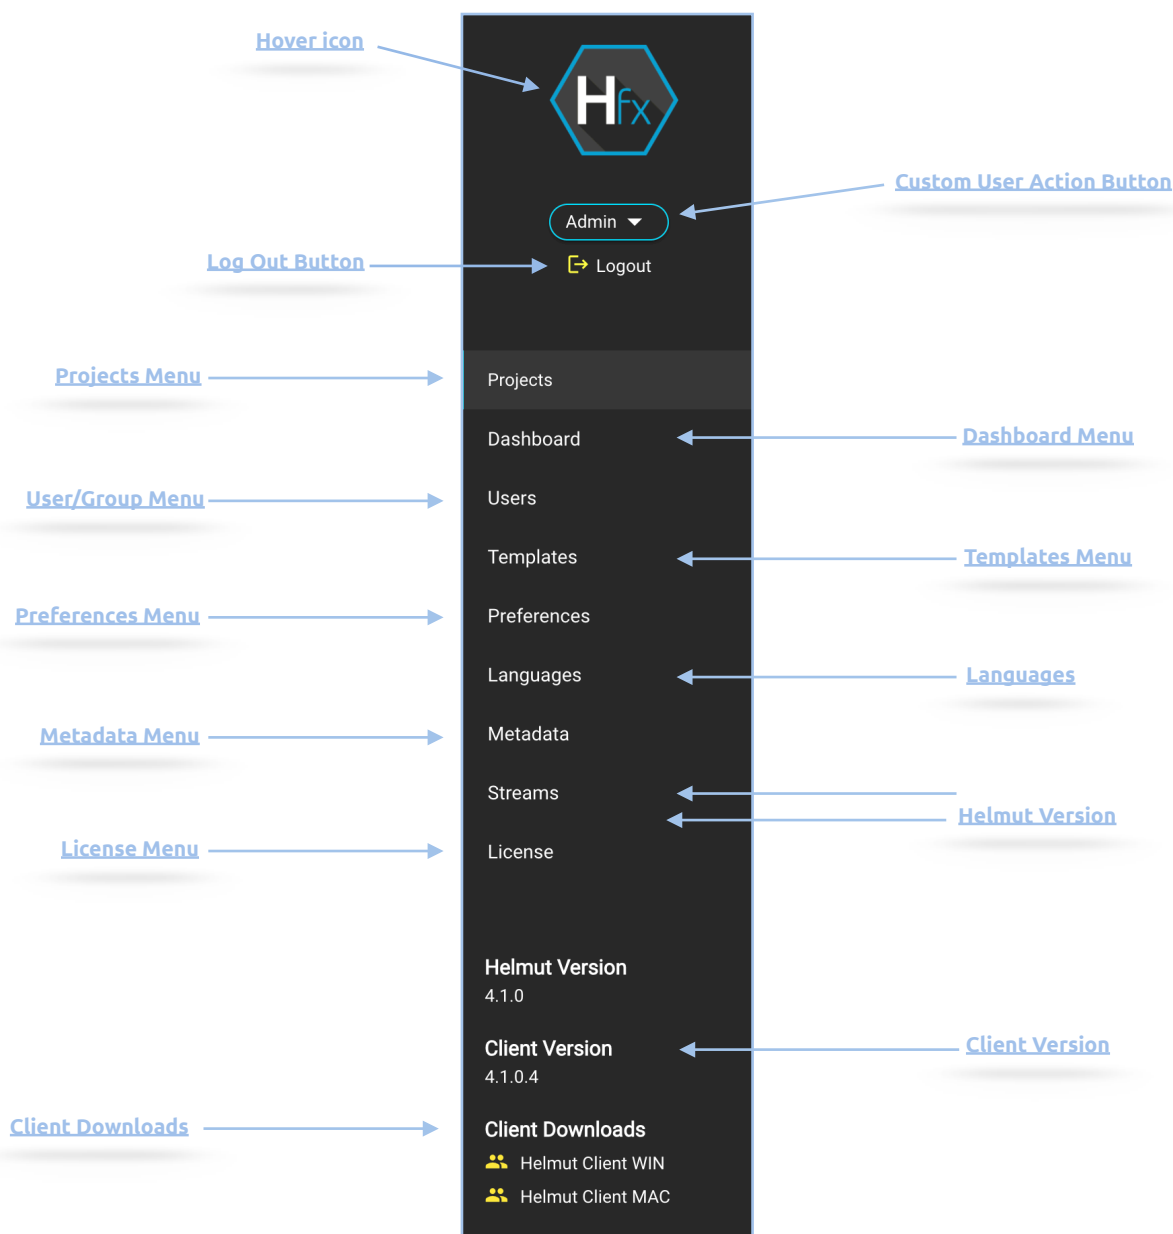 Hover icon
Hfx
Custom User Action Button
Admin
Log Out Button
Logout
Projects Menu
Projects
Dashboard
Dashboard Menu
User/Group Menu
Users
Templates
Templates Menu
Preferences Menu
Preferences
Languages
Languages
Metadata Menu
Metadata
Streams
Helmut Version
License Menu
License
Helmut Version
4.1.0
Client Version
Client Version
4.1.0.4
Client Downloads
Client Downloads
Helmut Client WIN
Helmut Client MAC